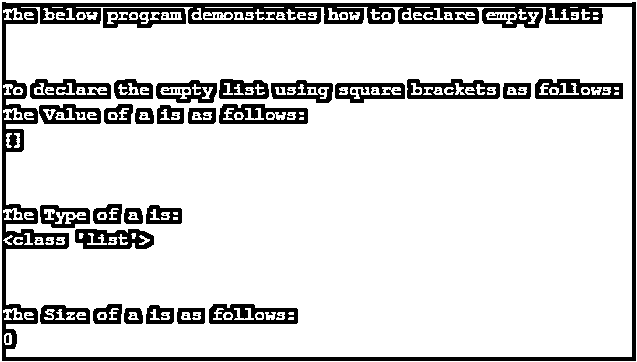 The below program demonstrates how to declare empty list:
To declare the empty list using square brackets as follows:
The Value of a is as follows:
[]
The Type of a is:
<class 'list'>
The Size of a is as follows:
0